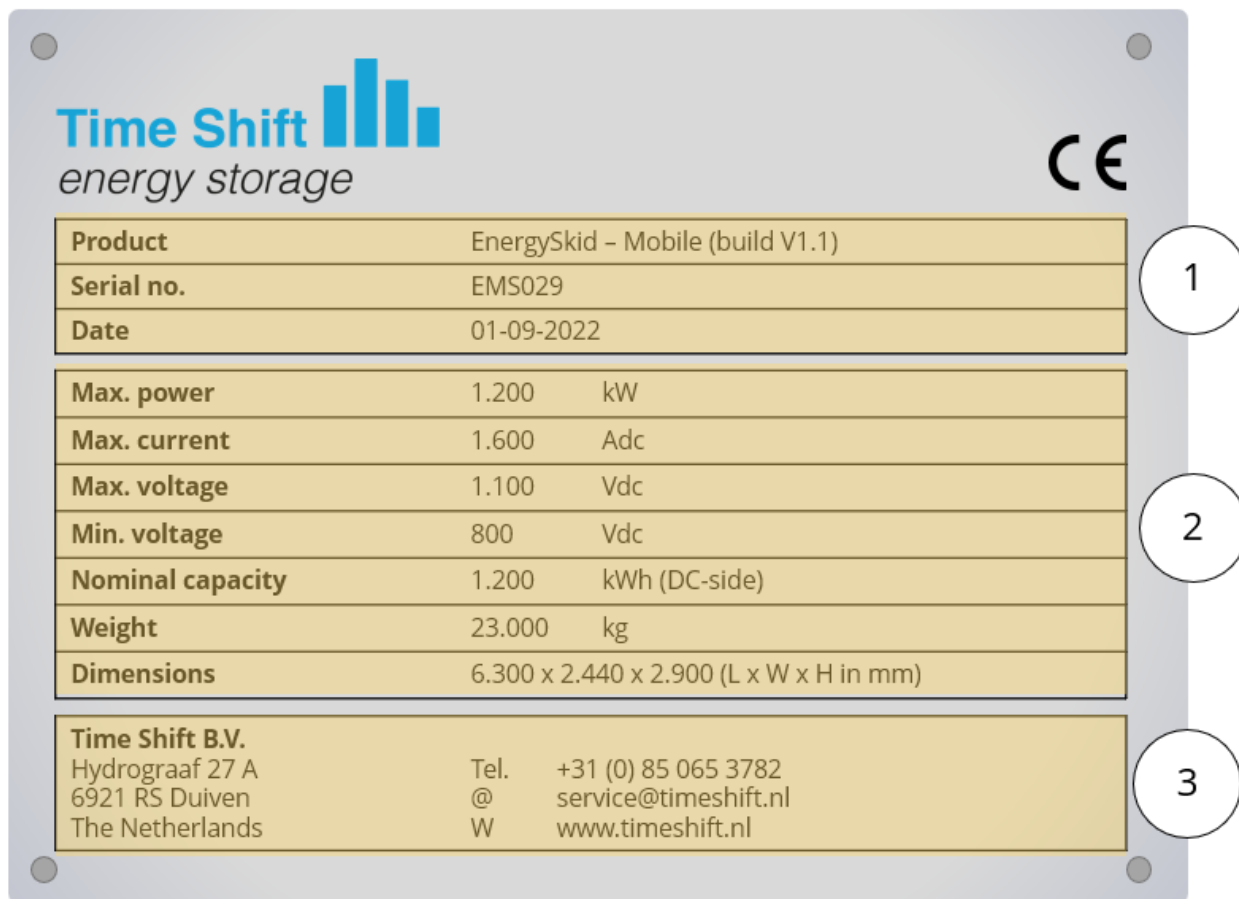 Time Shift
energy storage
CE
Product EnergySkid – Mobile (build V1.1)
Serial no. EMS029
Date 01-09-2022
1
Max. power 1.200 kW
Max. current 1.600 Adc
Max. voltage 1.100 Vdc
Min. voltage 800 Vdc
Nominal capacity 1.200 kWh (DC-side)
Weight 23.000 kg
Dimensions 6.300 x 2.440 x 2.900 (L x W x H in mm)
2
Time Shift B.V.
Hydrograaf 27 A Tel. +31 (0) 85 065 3782
6921 RS Duiven @ service@timeshift.nl
The Netherlands W www.timeshift.nl
3